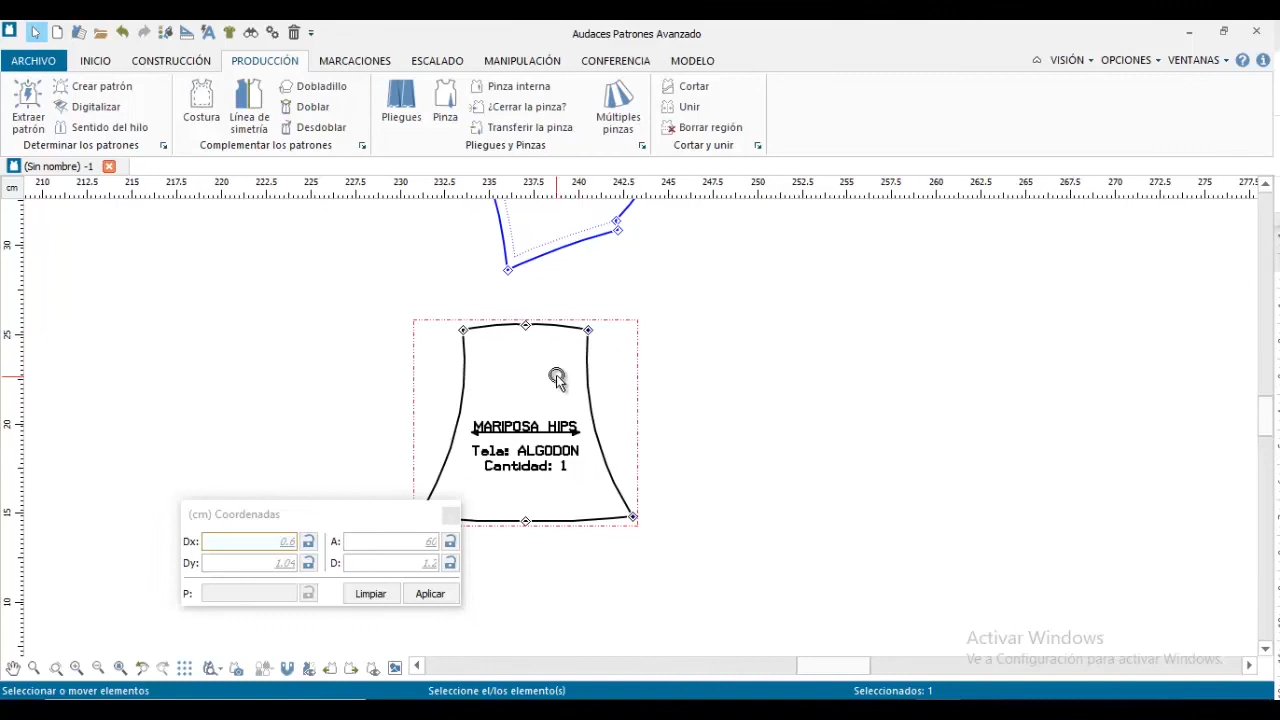 Audaces Patrones Avanzado
ARCHIVO INICIO CONSTRUCCIÓN PRODUCCIÓN MARCACIONES ESCALADO MANIPULACIÓN CONFERENCIA MODELO VISIÓN OPCIONES VENTANAS
Extraer patrón
Crear patrón
Digitalizar
Sentido del hilo
Determinar los patrones
Costura
Línea de simetría
Dobladillo
Doblar
Desdoblar
Complementar los patrones
Pliegues
Pinza
Pinza interna
¿Cerrar la pinza?
Transferir la pinza
Múltiples pinzas
Pliegues y Pinzas
Cortar
Unir
Borrar región
Cortar y unir
(Sin nombre) -1
cm 210 212.5 215 217.5 220 222.5 225 227.5 230 232.5 235 237.5 240 242.5 245 247.5 250 252.5 255 257.5 260 262.5 265 267.5 270 272.5 275 277.5
30
25
20
15
10
MARIPOSA HIPS
Tela: ALGODON
Cantidad: 1
(cm) Coordenadas
Dx: 0.6 A: 60
Dy: 1.04 D: 1.2
P: Limpiar Aplicar
Activar Windows
Ve a Configuración para activar Windows.
Seleccionar o mover elementos Seleccione el/los elemento(s) Seleccionados: 1